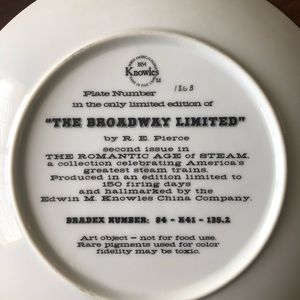 1854
Knowles
Plate Number
in the only limited edition of
"THE BROADWAY LIMITED"
by R. E. Pierce
second issue in
THE ROMANTIC AGE of STEAM,
a collection celebrating America's
greatest steam trains.
Produced in an edition limited to
150 firing days
and hallmarked by the
Edwin M. Knowles China Company.
BRADEX NUMBER: 84 - K41 - 135.2
Art object — not for food use.
Rare pigments used for color
fidelity may be toxic.